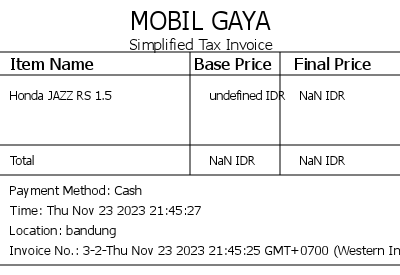 MOBIL GAYA
Simplified Tax Invoice
Item Name Base Price Final Price
Honda JAZZ RS 1.5 undefined IDR NaN IDR
Total NaN IDR NaN IDR
Payment Method: Cash
Time: Thu Nov 23 2023 21:45:27
Location: bandung
Invoice No.: 3-2-Thu Nov 23 2023 21:45:25 GMT+0700 (Western In